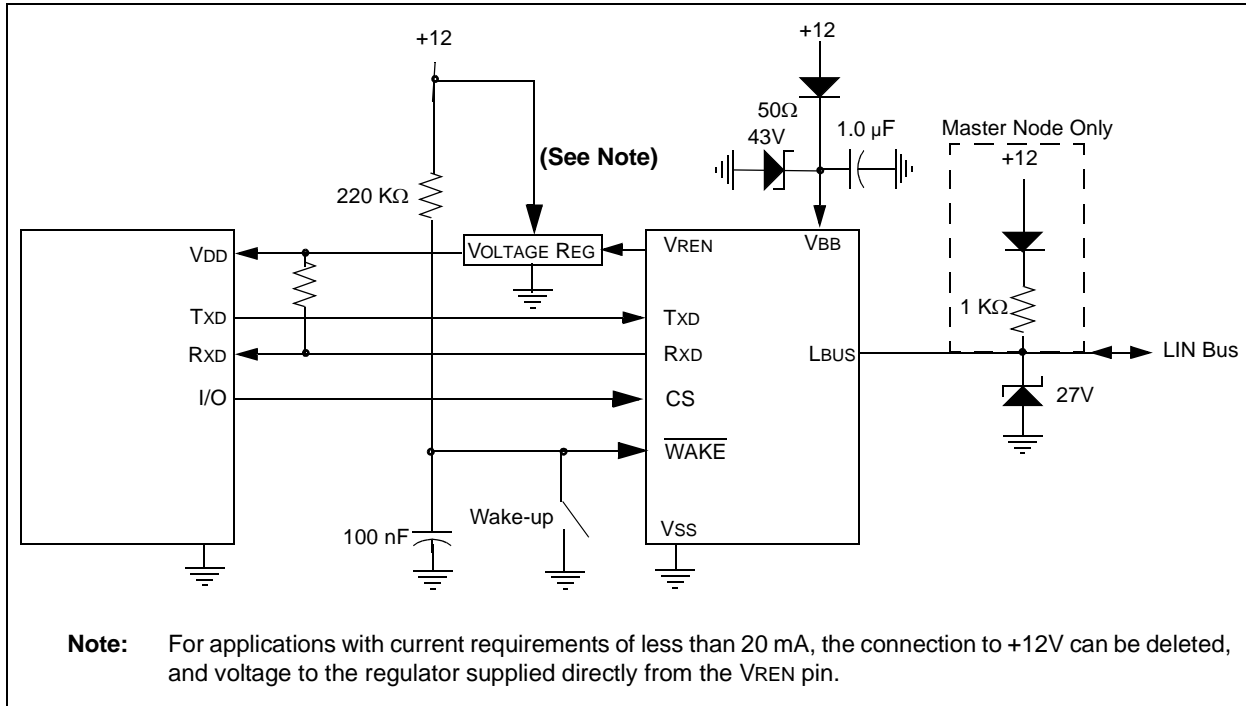 +12
+12
50Ω
43V
1.0 µF
Master Node Only
+12
(See Note)
220 KΩ
VDD
VOLTAGE REG
VREN
VBB
1 KΩ
TXD
TXD
RXD
RXD
LBUS
LIN Bus
I/O
CS
27V
WAKE
Wake-up
100 nF
VSS
Note: For applications with current requirements of less than 20 mA, the connection to +12V can be deleted,
and voltage to the regulator supplied directly from the VREN pin.